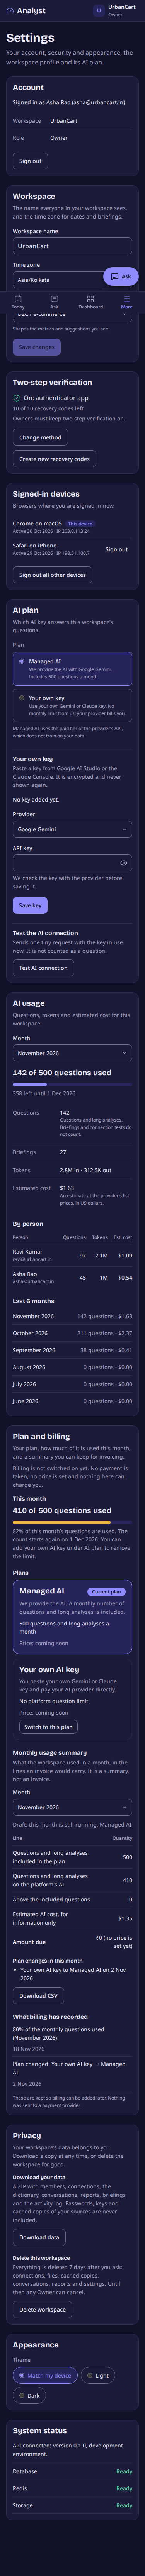 Analyst
U
UrbanCart
Owner
Settings
Your account, security and appearance, the
workspace profile and its AI plan.
Account
Signed in as Asha Rao (asha@urbancart.in)
Workspace UrbanCart
Role Owner
Sign out
Workspace
The name everyone in your workspace sees,
and the time zone for dates and briefings.
Workspace name
UrbanCart
Time zone
Asia/Kolkata
Ask
Today Ask Dashboard More
D2C / e-commerce
Shapes the metrics and suggestions you see.
Save changes
Two-step verification
On: authenticator app
10 of 10 recovery codes left
Owners must keep two-step verification on.
Change method
Create new recovery codes
Signed-in devices
Browsers where you are signed in now.
Chrome on macOS This device
Active 30 Oct 2026 · IP 203.0.113.24
Safari on iPhone
Active 29 Oct 2026 · IP 198.51.100.7
Sign out
Sign out all other devices
AI plan
Which AI key answers this workspace's
questions.
Plan
Managed AI
We provide the AI with Google Gemini.
Includes 500 questions a month.
Your own key
Use your own Gemini or Claude key. No
monthly limit from us; your provider bills you.
Managed AI uses the paid tier of the provider's API,
which does not train on your data.
Your own key
Paste a key from Google AI Studio or the
Claude Console. It is encrypted and never
shown again.
No key added yet.
Provider
Google Gemini
API key
We check the key with the provider before
saving it.
Save key
Test the AI connection
Sends one tiny request with the key in use
now. It is not counted as a question.
Test AI connection
AI usage
Questions, tokens and estimated cost for this
workspace.
Month
November 2026
142 of 500 questions used
358 left until 1 Dec 2026
Questions 142
Questions and long analyses.
Briefings and connection tests do
not count.
Briefings 27
Tokens 2.8M in · 312.5K out
Estimated cost $1.63
An estimate at the provider's list
prices, in US dollars.
By person
Person Questions Tokens Est. cost
Ravi Kumar
ravi@urbancart.in
97 2.1M $1.09
Asha Rao
asha@urbancart.in
45 1M $0.54
Last 6 months
November 2026 142 questions · $1.63
October 2026 211 questions · $2.37
September 2026 38 questions · $0.41
August 2026 0 questions · $0.00
July 2026 0 questions · $0.00
June 2026 0 questions · $0.00
Plan and billing
Your plan, how much of it is used this month,
and a summary you can keep for invoicing.
Billing is not switched on yet. No payment is
taken, no price is set and nothing here can
charge you.
This month
410 of 500 questions used
82% of this month's questions are used. The
count starts again on 1 Dec 2026. You can
add your own AI key under AI plan to remove
the limit.
Plans
Managed AI Current plan
We provide the AI. A monthly number of
questions and long analyses is included.
500 questions and long analyses a
month
Price: coming soon
Your own AI key
You paste your own Gemini or Claude
key and pay your AI provider directly.
No platform question limit
Price: coming soon
Switch to this plan
Monthly usage summary
What the workspace used in a month, in the
lines an invoice would carry. It is a summary,
not an invoice.
Month
November 2026
Draft: this month is still running. Managed AI
Line Quantity
Questions and long analyses
included in the plan
500
Questions and long analyses
on the platform's AI
410
Above the included questions 0
Estimated AI cost, for
information only
$1.35
Amount due ₹0 (no price is
set yet)
Plan changes in this month
• Your own AI key to Managed AI on 2 Nov
2026
Download CSV
What billing has recorded
80% of the monthly questions used
(November 2026)
18 Nov 2026
Plan changed: Your own AI key → Managed
AI
2 Nov 2026
These are kept so billing can be added later. Nothing
was sent to a payment provider.
Privacy
Your workspace's data belongs to you.
Download a copy at any time, or delete the
workspace for good.
Download your data
A ZIP with members, connections, the
dictionary, conversations, reports, briefings
and the activity log. Passwords, keys and
cached copies of your sources are never
included.
Download data
Delete this workspace
Everything is deleted 7 days after you ask:
connections, files, cached copies,
conversations, reports and settings. Until
then any Owner can cancel.
Delete workspace
Appearance
Theme
Match my device
Light
Dark
System status
API connected: version 0.1.0, development
environment.
Database Ready
Redis Ready
Storage Ready